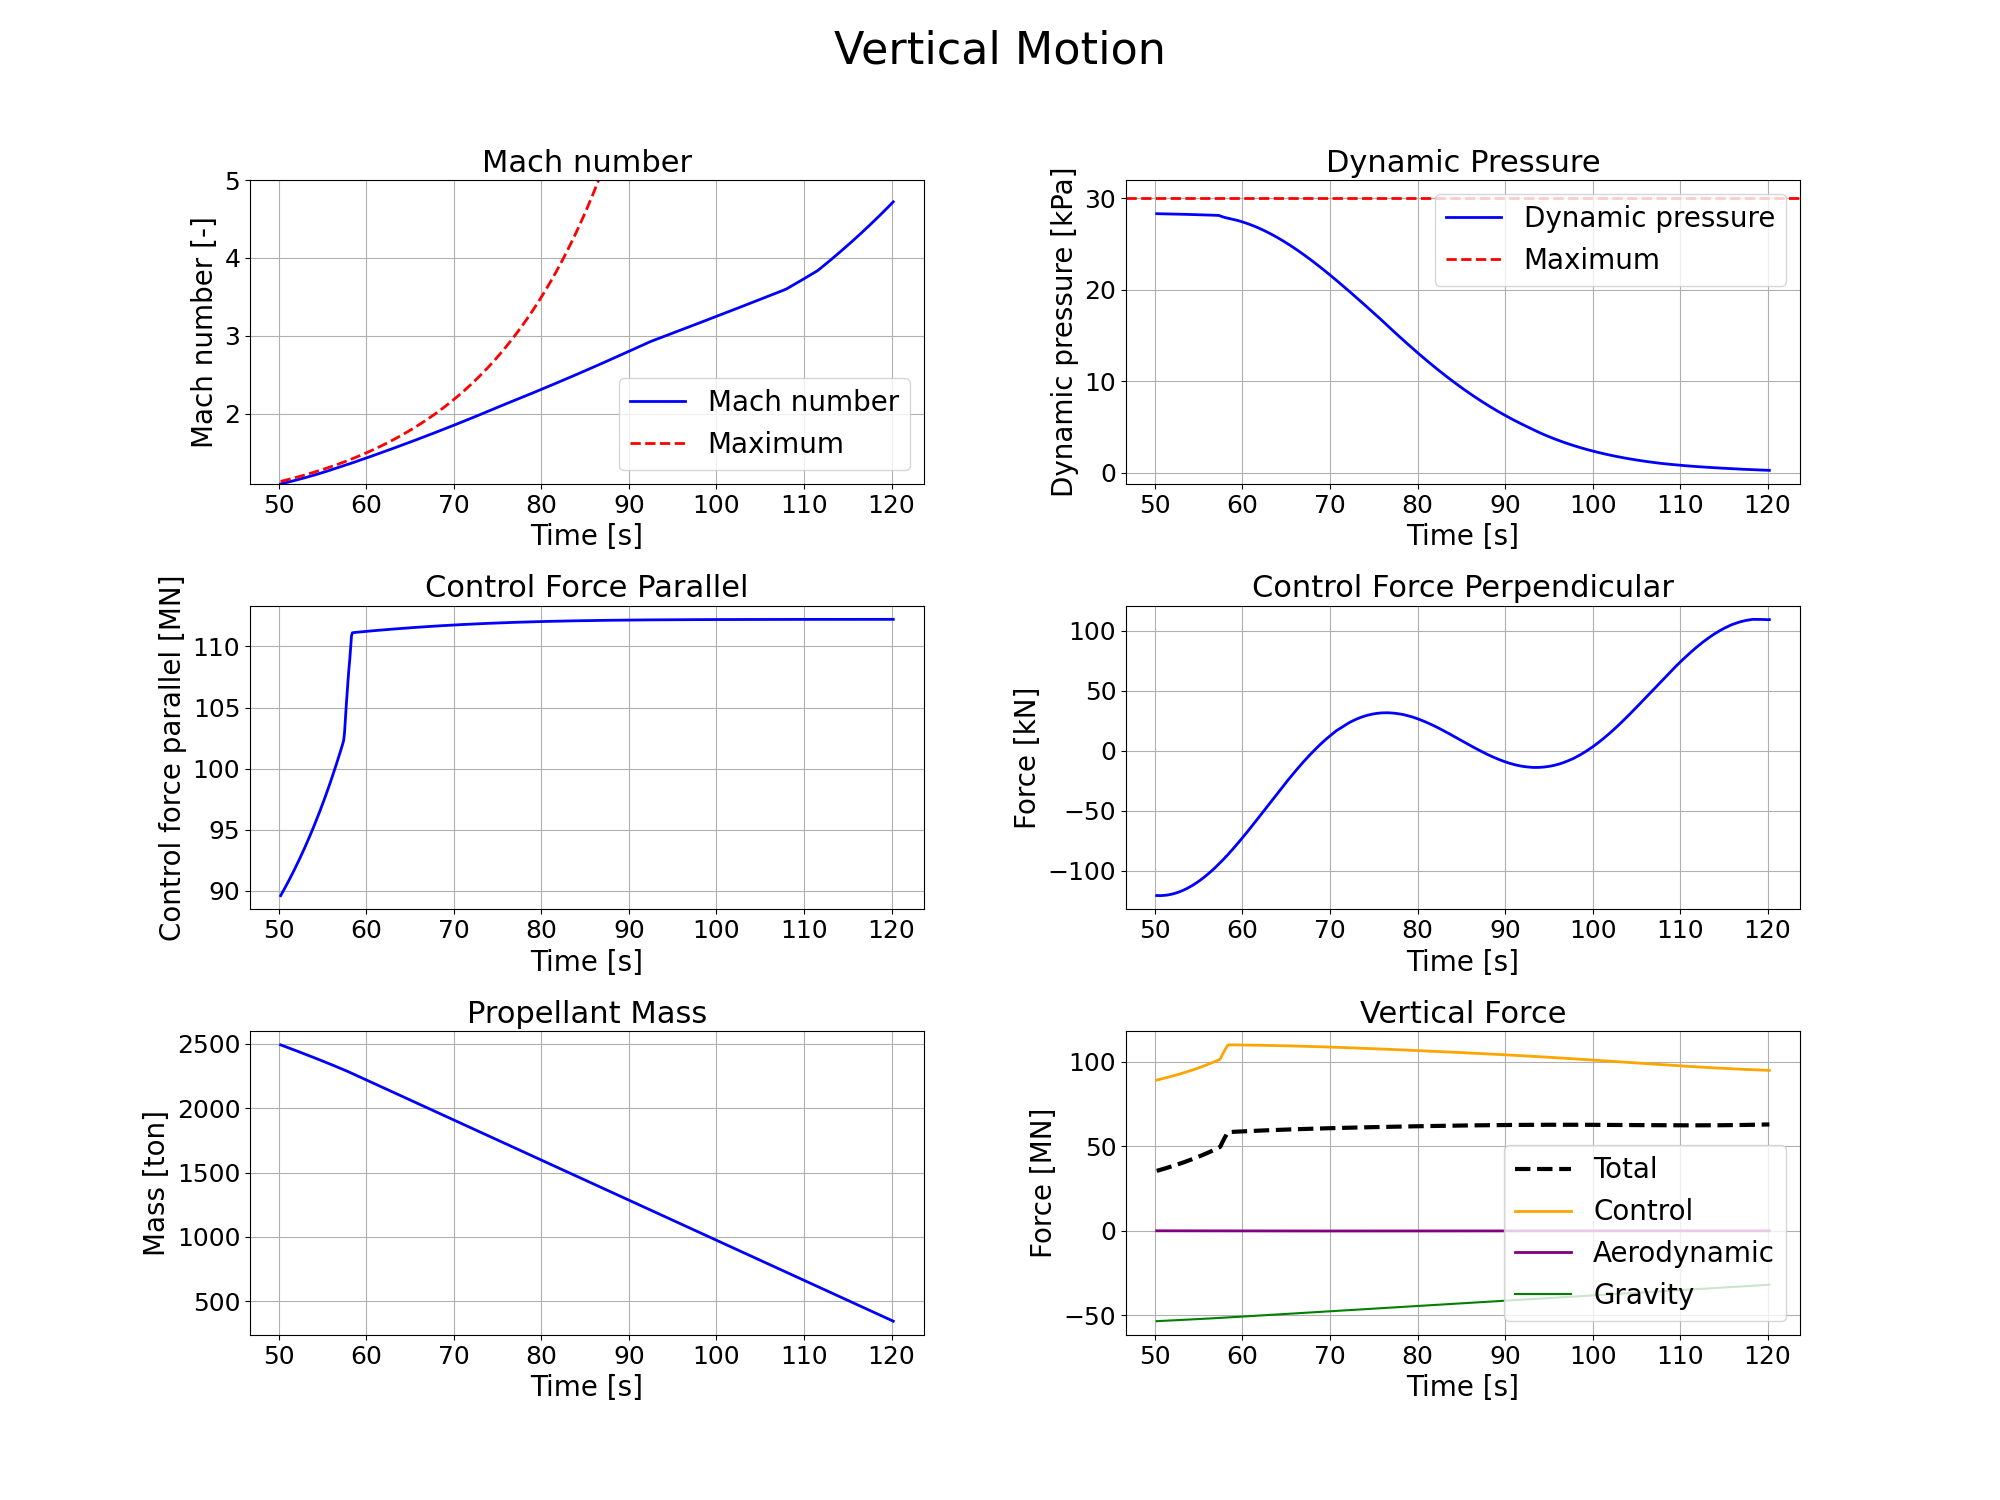 Vertical Motion
Mach number
Mach number [-]
5
4
3
2
Mach number
Maximum
50 60 70 80 90 100 110 120
Time [s]
Dynamic Pressure
Dynamic pressure [kPa]
30
20
10
0
Dynamic pressure
Maximum
50 60 70 80 90 100 110 120
Time [s]
Control Force Parallel
Control force parallel [MN]
110
105
100
95
90
50 60 70 80 90 100 110 120
Time [s]
Control Force Perpendicular
Force [kN]
100
50
0
−50
−100
50 60 70 80 90 100 110 120
Time [s]
Propellant Mass
Mass [ton]
2500
2000
1500
1000
500
50 60 70 80 90 100 110 120
Time [s]
Vertical Force
Force [MN]
100
50
0
−50
Total
Control
Aerodynamic
Gravity
50 60 70 80 90 100 110 120
Time [s]